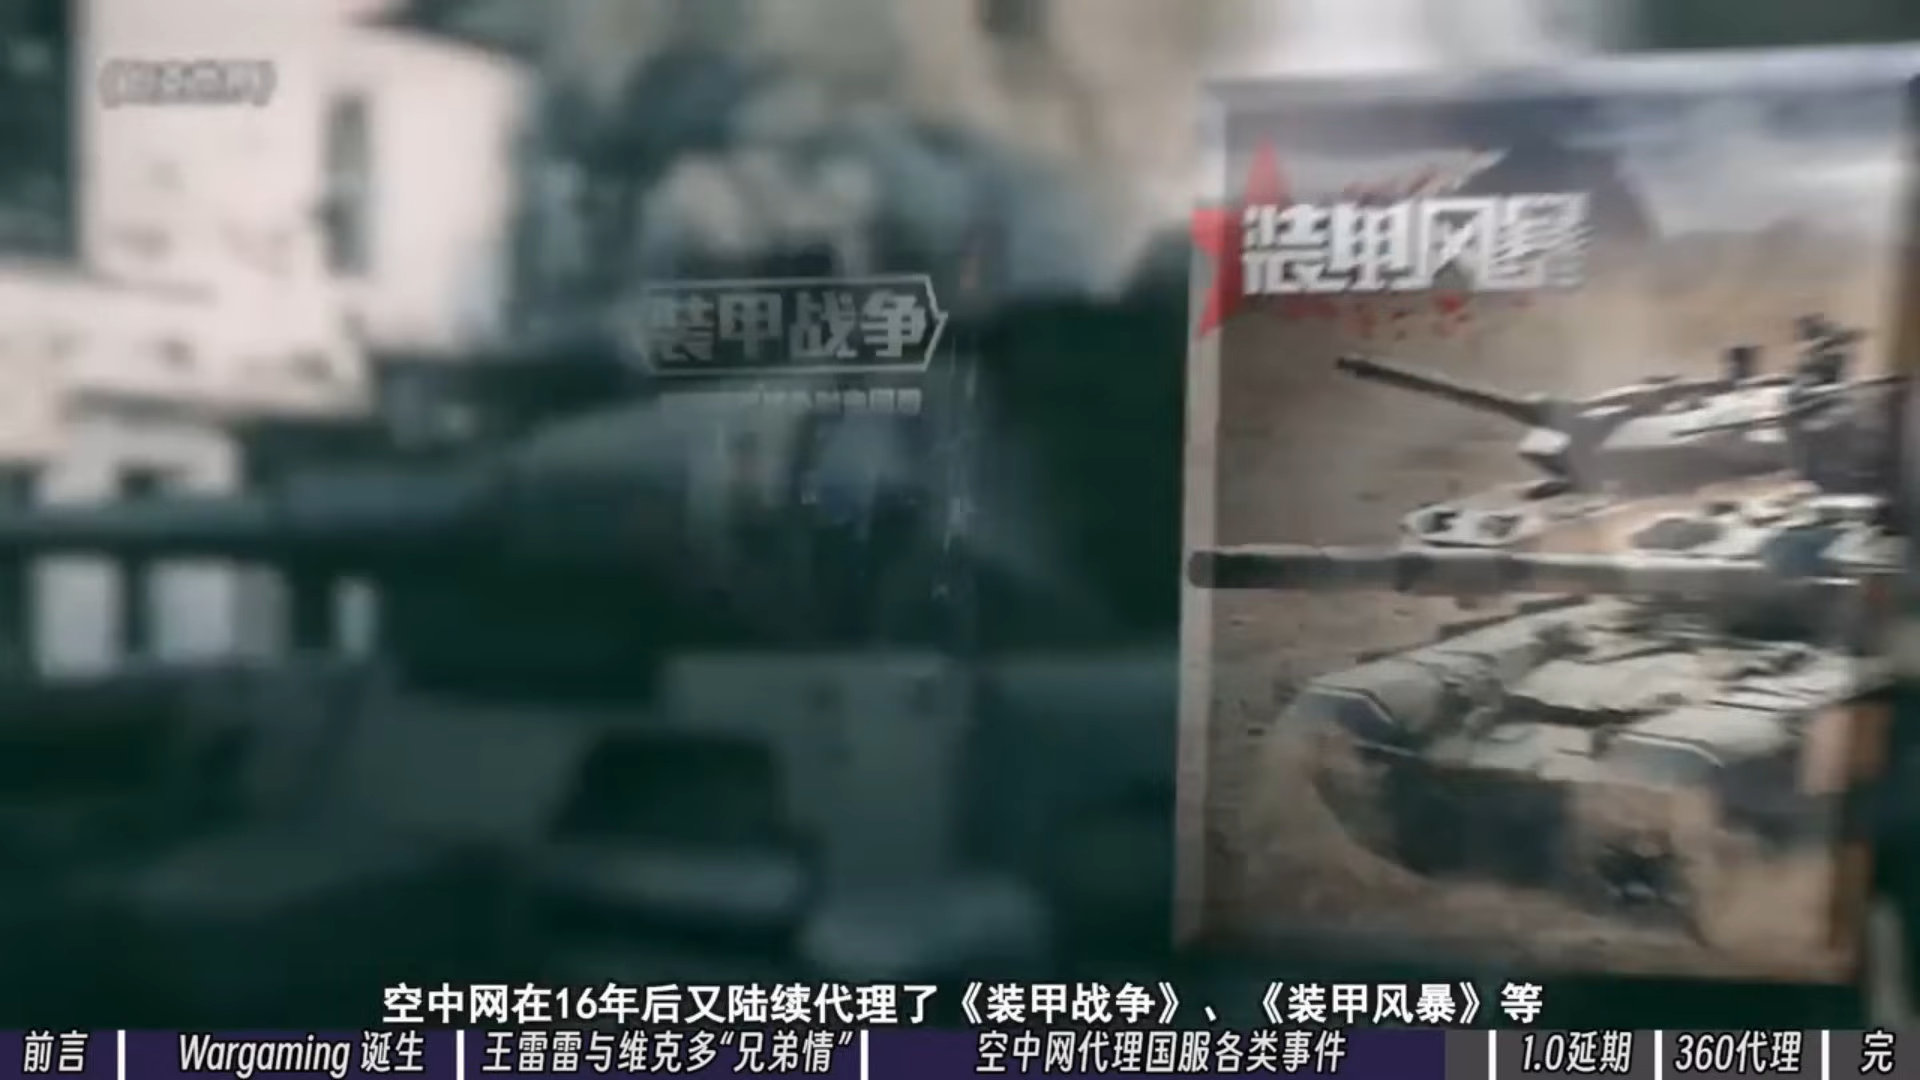 装甲风暴
装甲战争
空中网在16年后又陆续代理了《装甲战争》、《装甲风暴》等
前言
Wargaming 诞生
王雷雷与维克多“兄弟情”
空中网代理国服各类事件
1.0延期
360代理
完